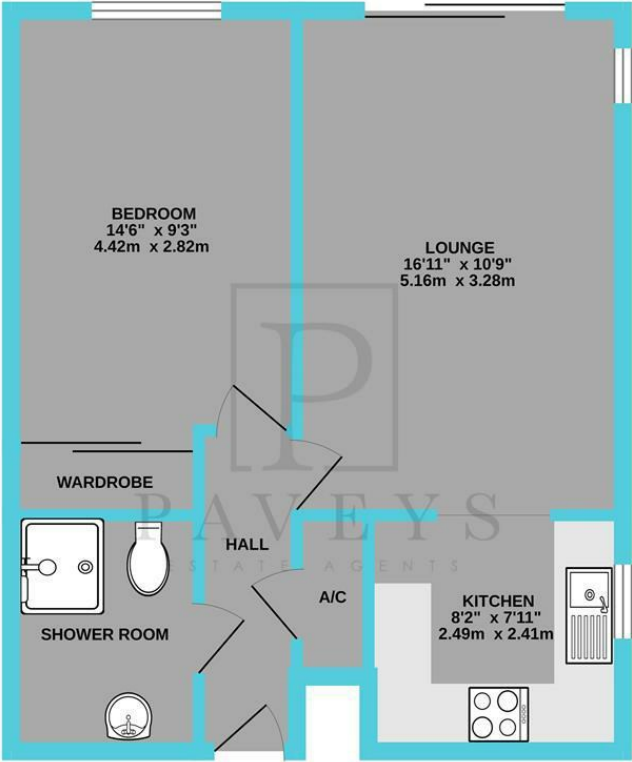 BEDROOM
14'6" x 9'3"
4.42m x 2.82m
LOUNGE
16'11" x 10'9"
5.16m x 3.28m
P
WARDROBE
PAVEYS
ESTATE AGENTS
HALL
A/C
SHOWER ROOM
KITCHEN
8'2" x 7'11"
2.49m x 2.41m